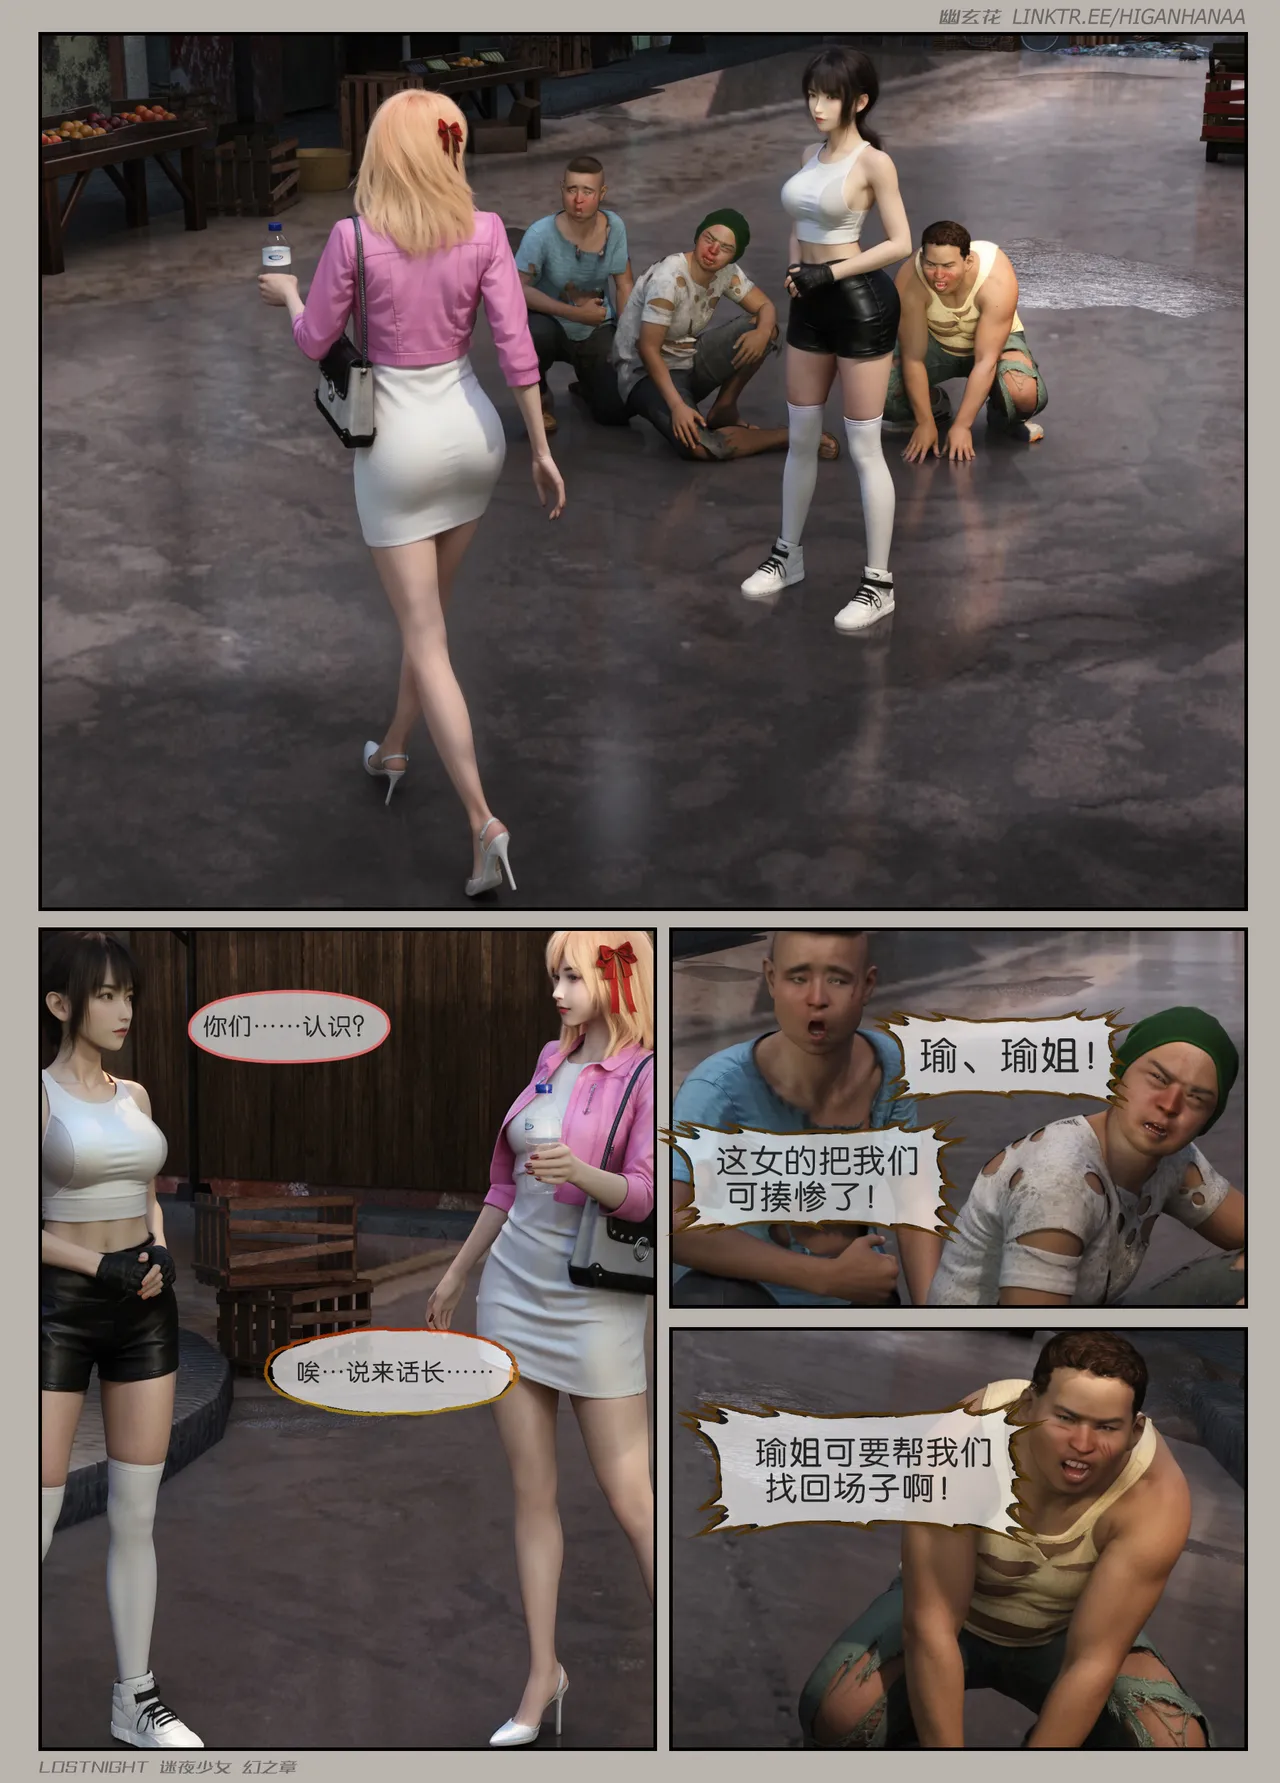 幽玄花 LINKTR.EE/HIGANHANAA
你们……认识？
唉…说来话长……
瑜、瑜姐！
这女的把我们
可揍惨了！
瑜姐可要帮我们
找回场子啊！
LOSTNIGHT 迷夜少女 幻之章